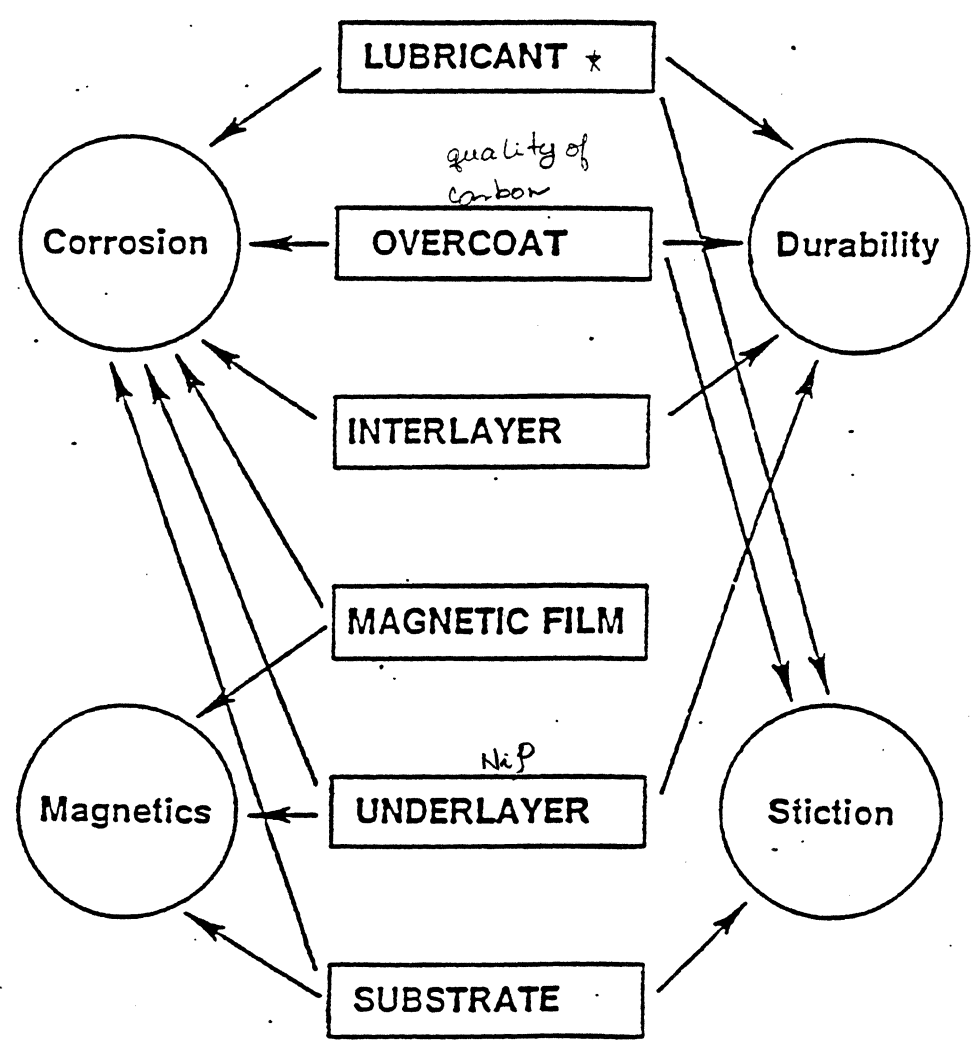 LUBRICANT *
quality of
carbon
Corrosion
OVERCOAT
Durability
INTERLAYER
MAGNETIC FILM
NiP
Magnetics
UNDERLAYER
Stiction
SUBSTRATE